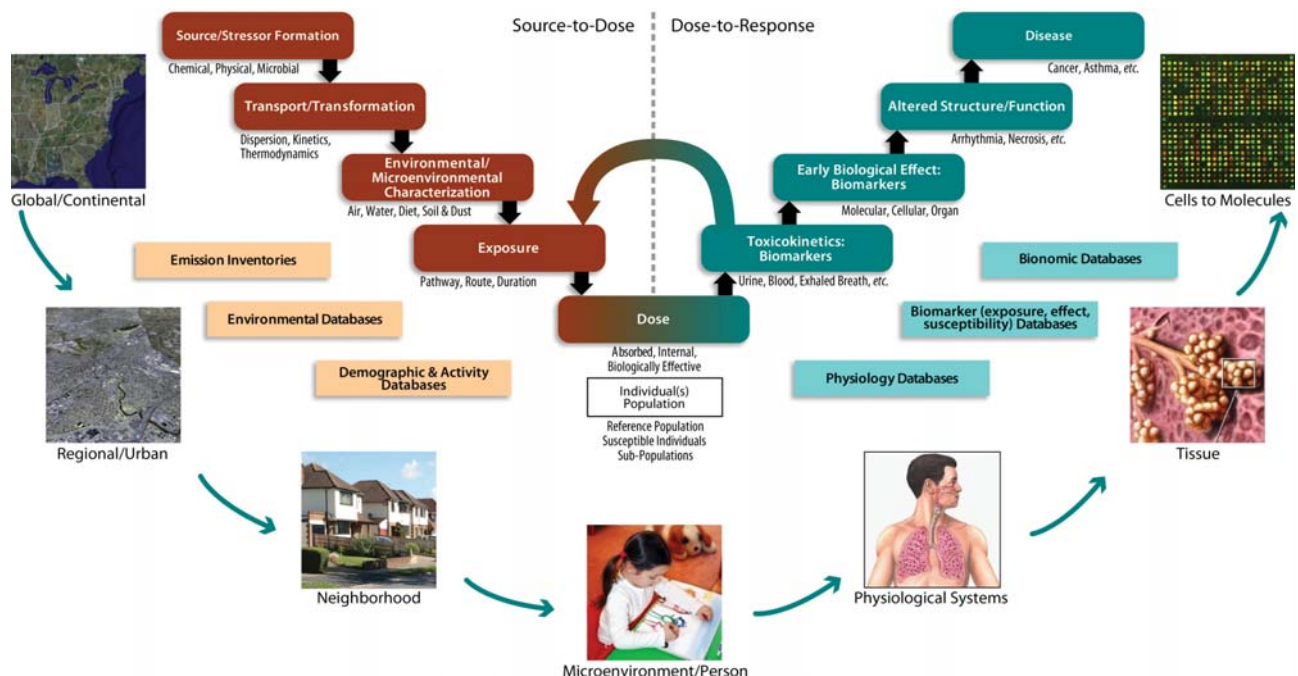 Source-to-Dose
Dose-to-Response
Source/Stressor Formation
Chemical, Physical, Microbial
Transport/Transformation
Dispersion, Kinetics,
Thermodynamics
Environmental/
Microenvironmental
Characterization
Air, Water, Diet, Soil & Dust
Exposure
Pathway, Route, Duration
Dose
Absorbed, Internal,
Biologically Effective
Individual(s)
Population
Reference Population
Susceptible Individuals
Sub-Populations
Toxicokinetics:
Biomarkers
Urine, Blood, Exhaled Breath, etc.
Early Biological Effect:
Biomarkers
Molecular, Cellular, Organ
Altered Structure/Function
Arrhythmia, Necrosis, etc.
Disease
Cancer, Asthma, etc.
Emission Inventories
Environmental Databases
Demographic & Activity
Databases
Bionomic Databases
Biomarker (exposure, effect,
susceptibility) Databases
Physiology Databases
Global/Continental
Regional/Urban
Neighborhood
Microenvironment/Person
Physiological Systems
Tissue
Cells to Molecules